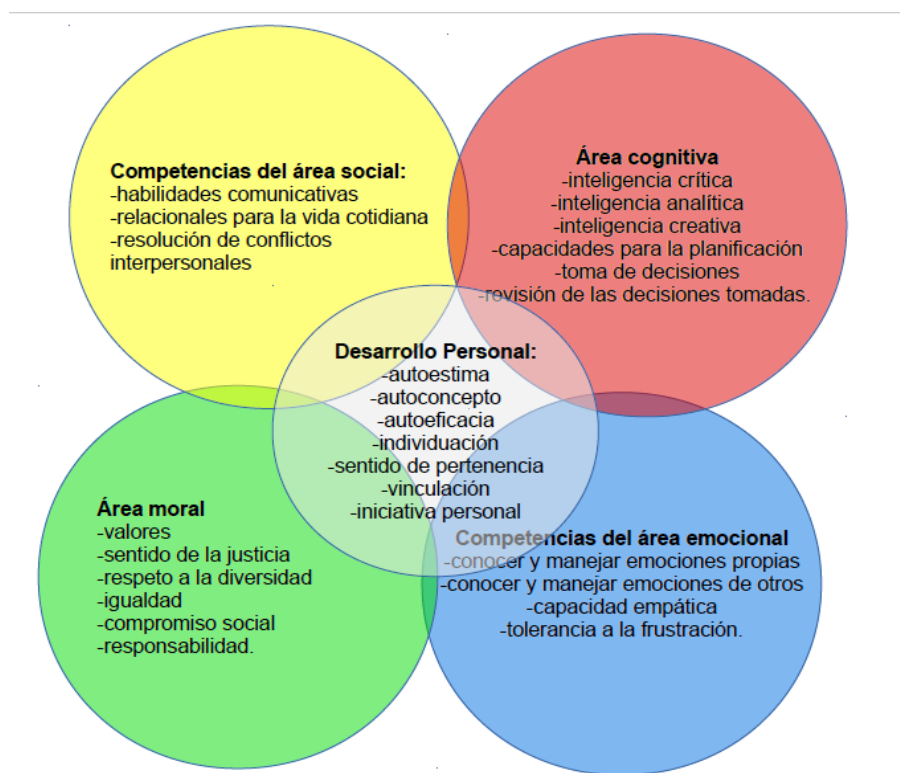 Competencias del área social:
-habilidades comunicativas
-relacionales para la vida cotidiana
-resolución de conflictos
interpersonales
Área cognitiva
-inteligencia crítica
-inteligencia analítica
-inteligencia creativa
-capacidades para la planificación
-toma de decisiones
-revisión de las decisiones tomadas.
Desarrollo Personal:
-autoestima
-autoconcepto
-autoeficacia
-individuación
-sentido de pertenencia
-vinculación
-iniciativa personal
Área moral
-valores
-sentido de la justicia
-respeto a la diversidad
-igualdad
-compromiso social
-responsabilidad.
Competencias del área emocional
-conocer y manejar emociones propias
-conocer y manejar emociones de otros
-capacidad empática
-tolerancia a la frustración.